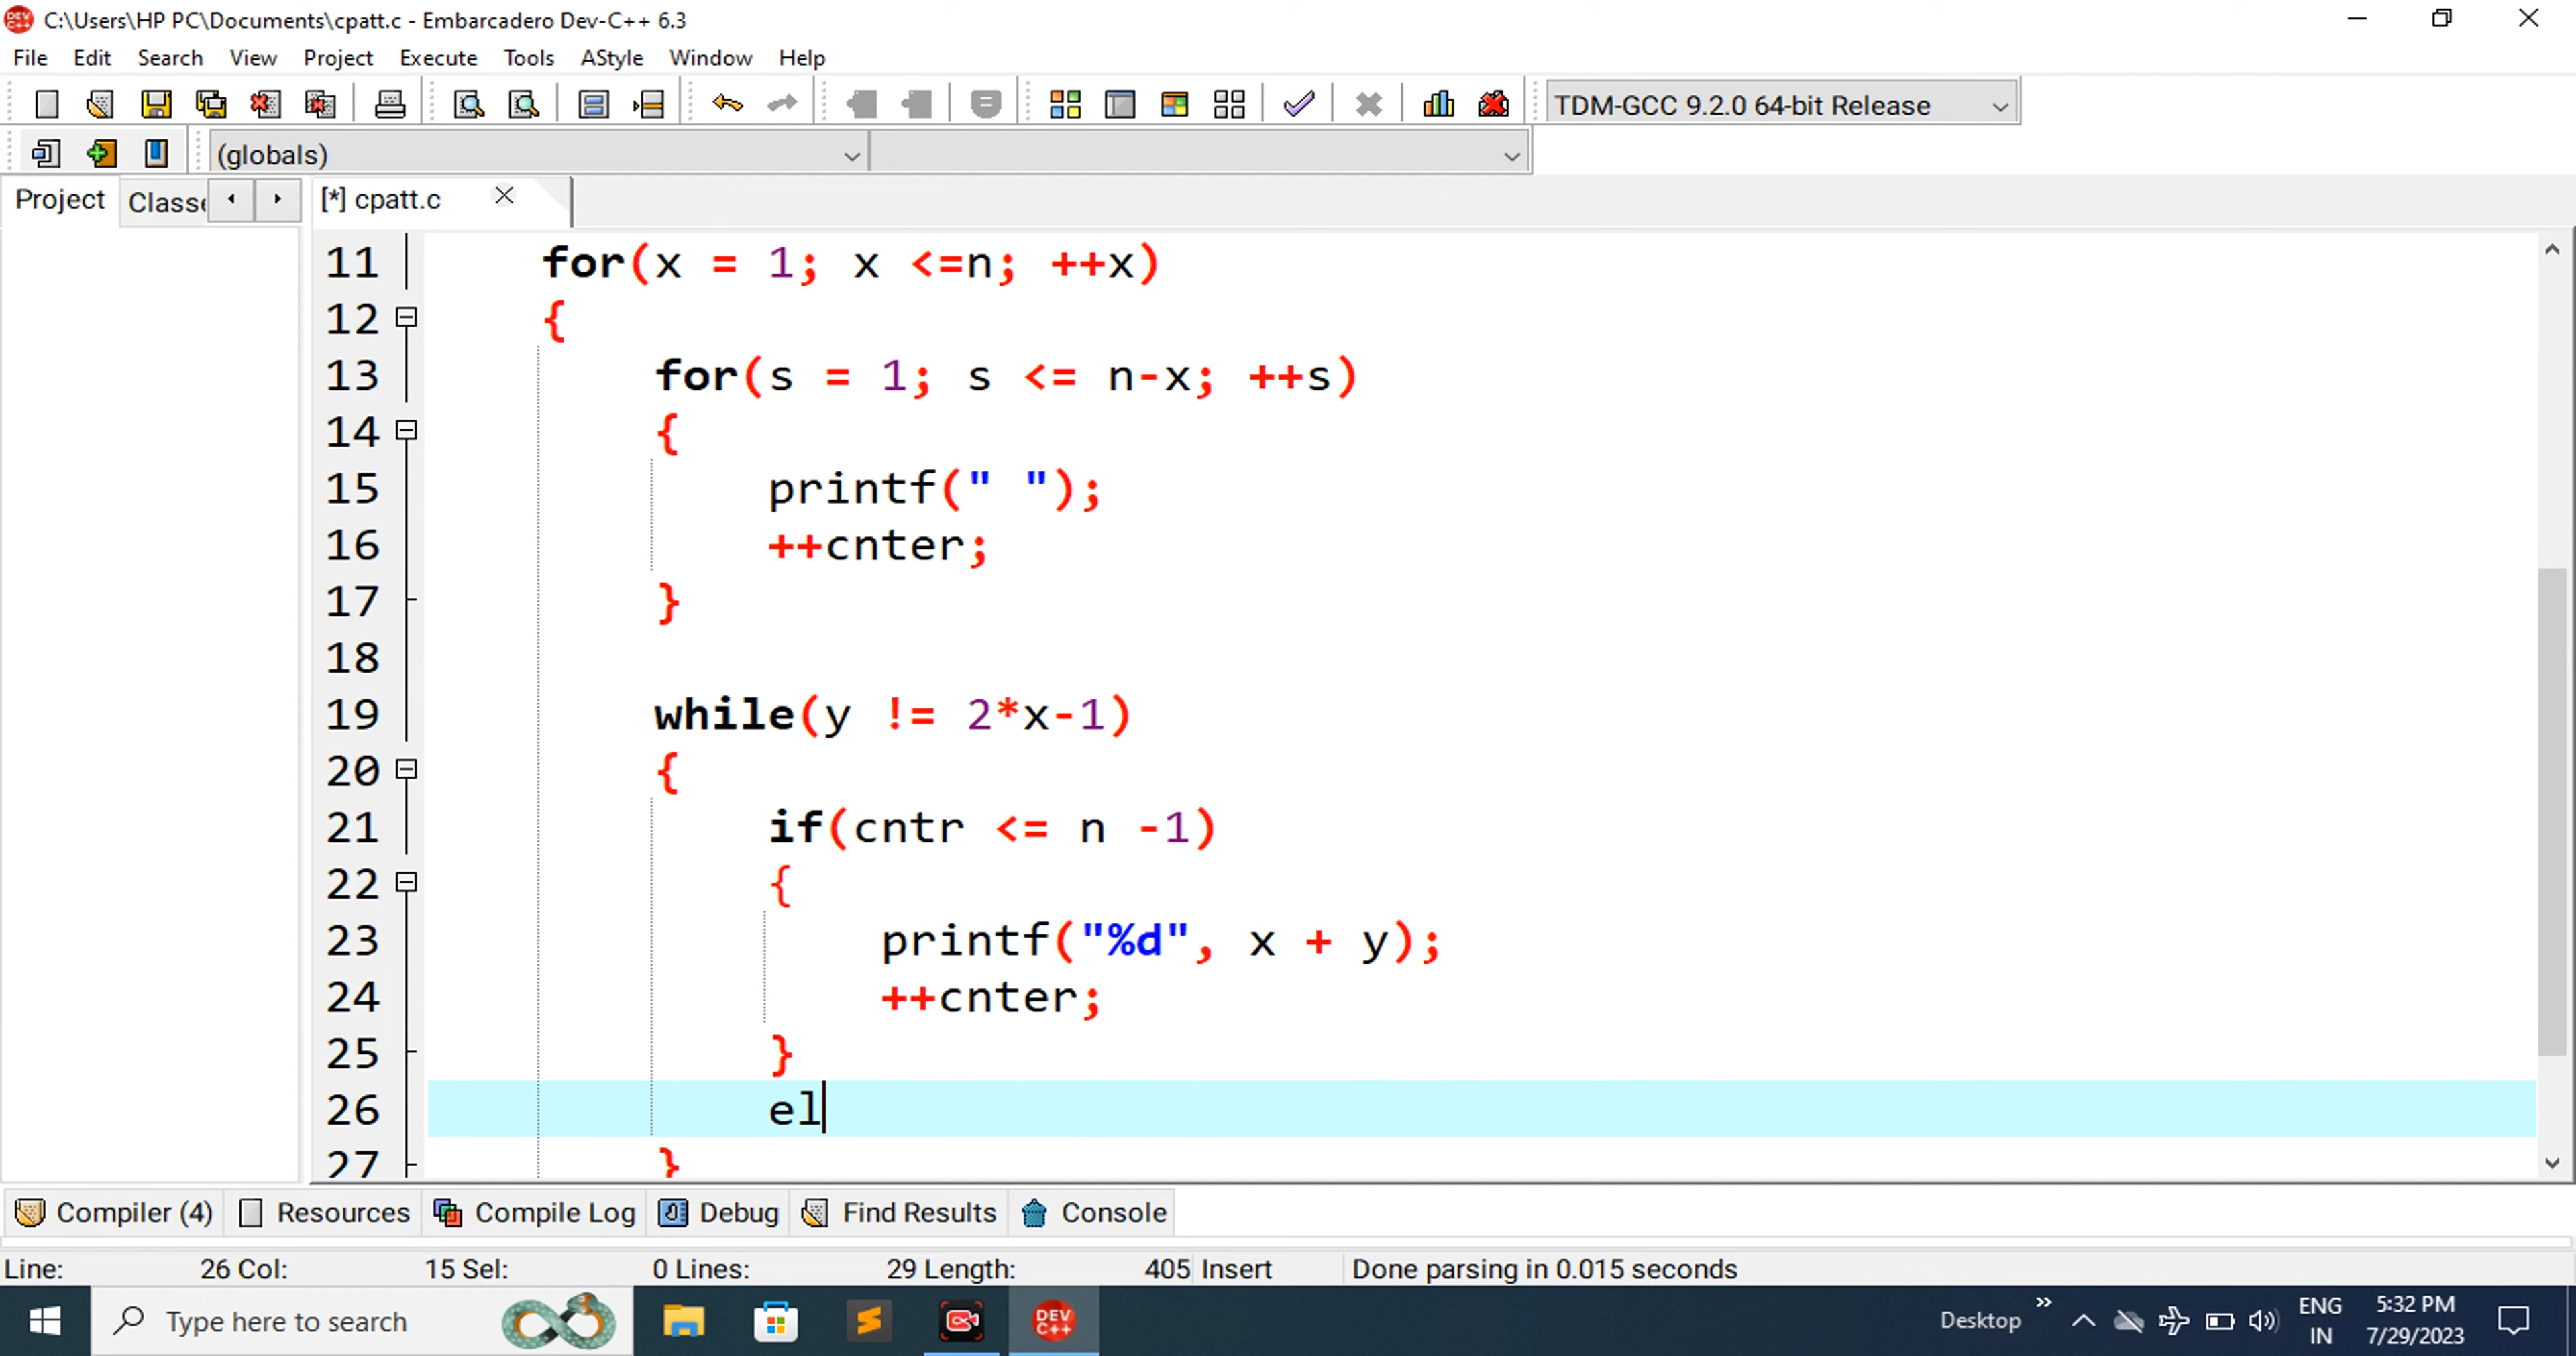 C:\Users\HP PC\Documents\cpatt.c - Embarcadero Dev-C++ 6.3
File Edit Search View Project Execute Tools AStyle Window Help
TDM-GCC 9.2.0 64-bit Release
(globals)
Project Classe [*] cpatt.c
11 for(x = 1; x <=n; ++x)
12 {
13 for(s = 1; s <= n-x; ++s)
14 {
15 printf(" ");
16 ++cnter;
17 }
18
19 while(y != 2*x-1)
20 {
21 if(cntr <= n -1)
22 {
23 printf("%d", x + y);
24 ++cnter;
25 }
26 el
27 }
Compiler (4) Resources Compile Log Debug Find Results Console
Line: 26 Col: 15 Sel: 0 Lines: 29 Length: 405 Insert Done parsing in 0.015 seconds
Type here to search DEV C++ Desktop » ENG 5:32 PM
IN 7/29/2023